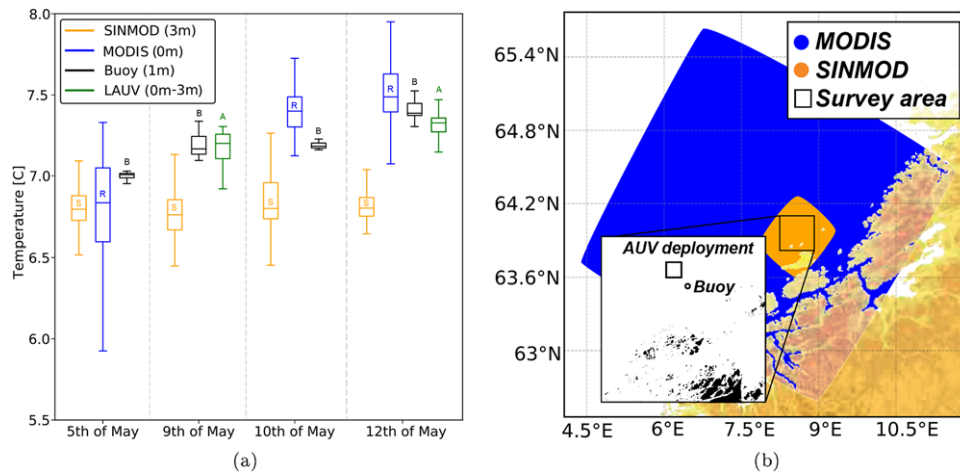 8.0
7.5
7.0
6.5
6.0
5.5
Temperature [C]
SINMOD (3m)
MODIS (0m)
Buoy (1m)
LAUV (0m-3m)
S
R
B
S
B
A
S
R
B
S
R
B
A
5th of May
9th of May
10th of May
12th of May
(a)
65.4°N
64.8°N
64.2°N
63.6°N
63°N
MODIS
SINMOD
Survey area
AUV deployment
Buoy
4.5°E
6°E
7.5°E
9°E
10.5°E
(b)